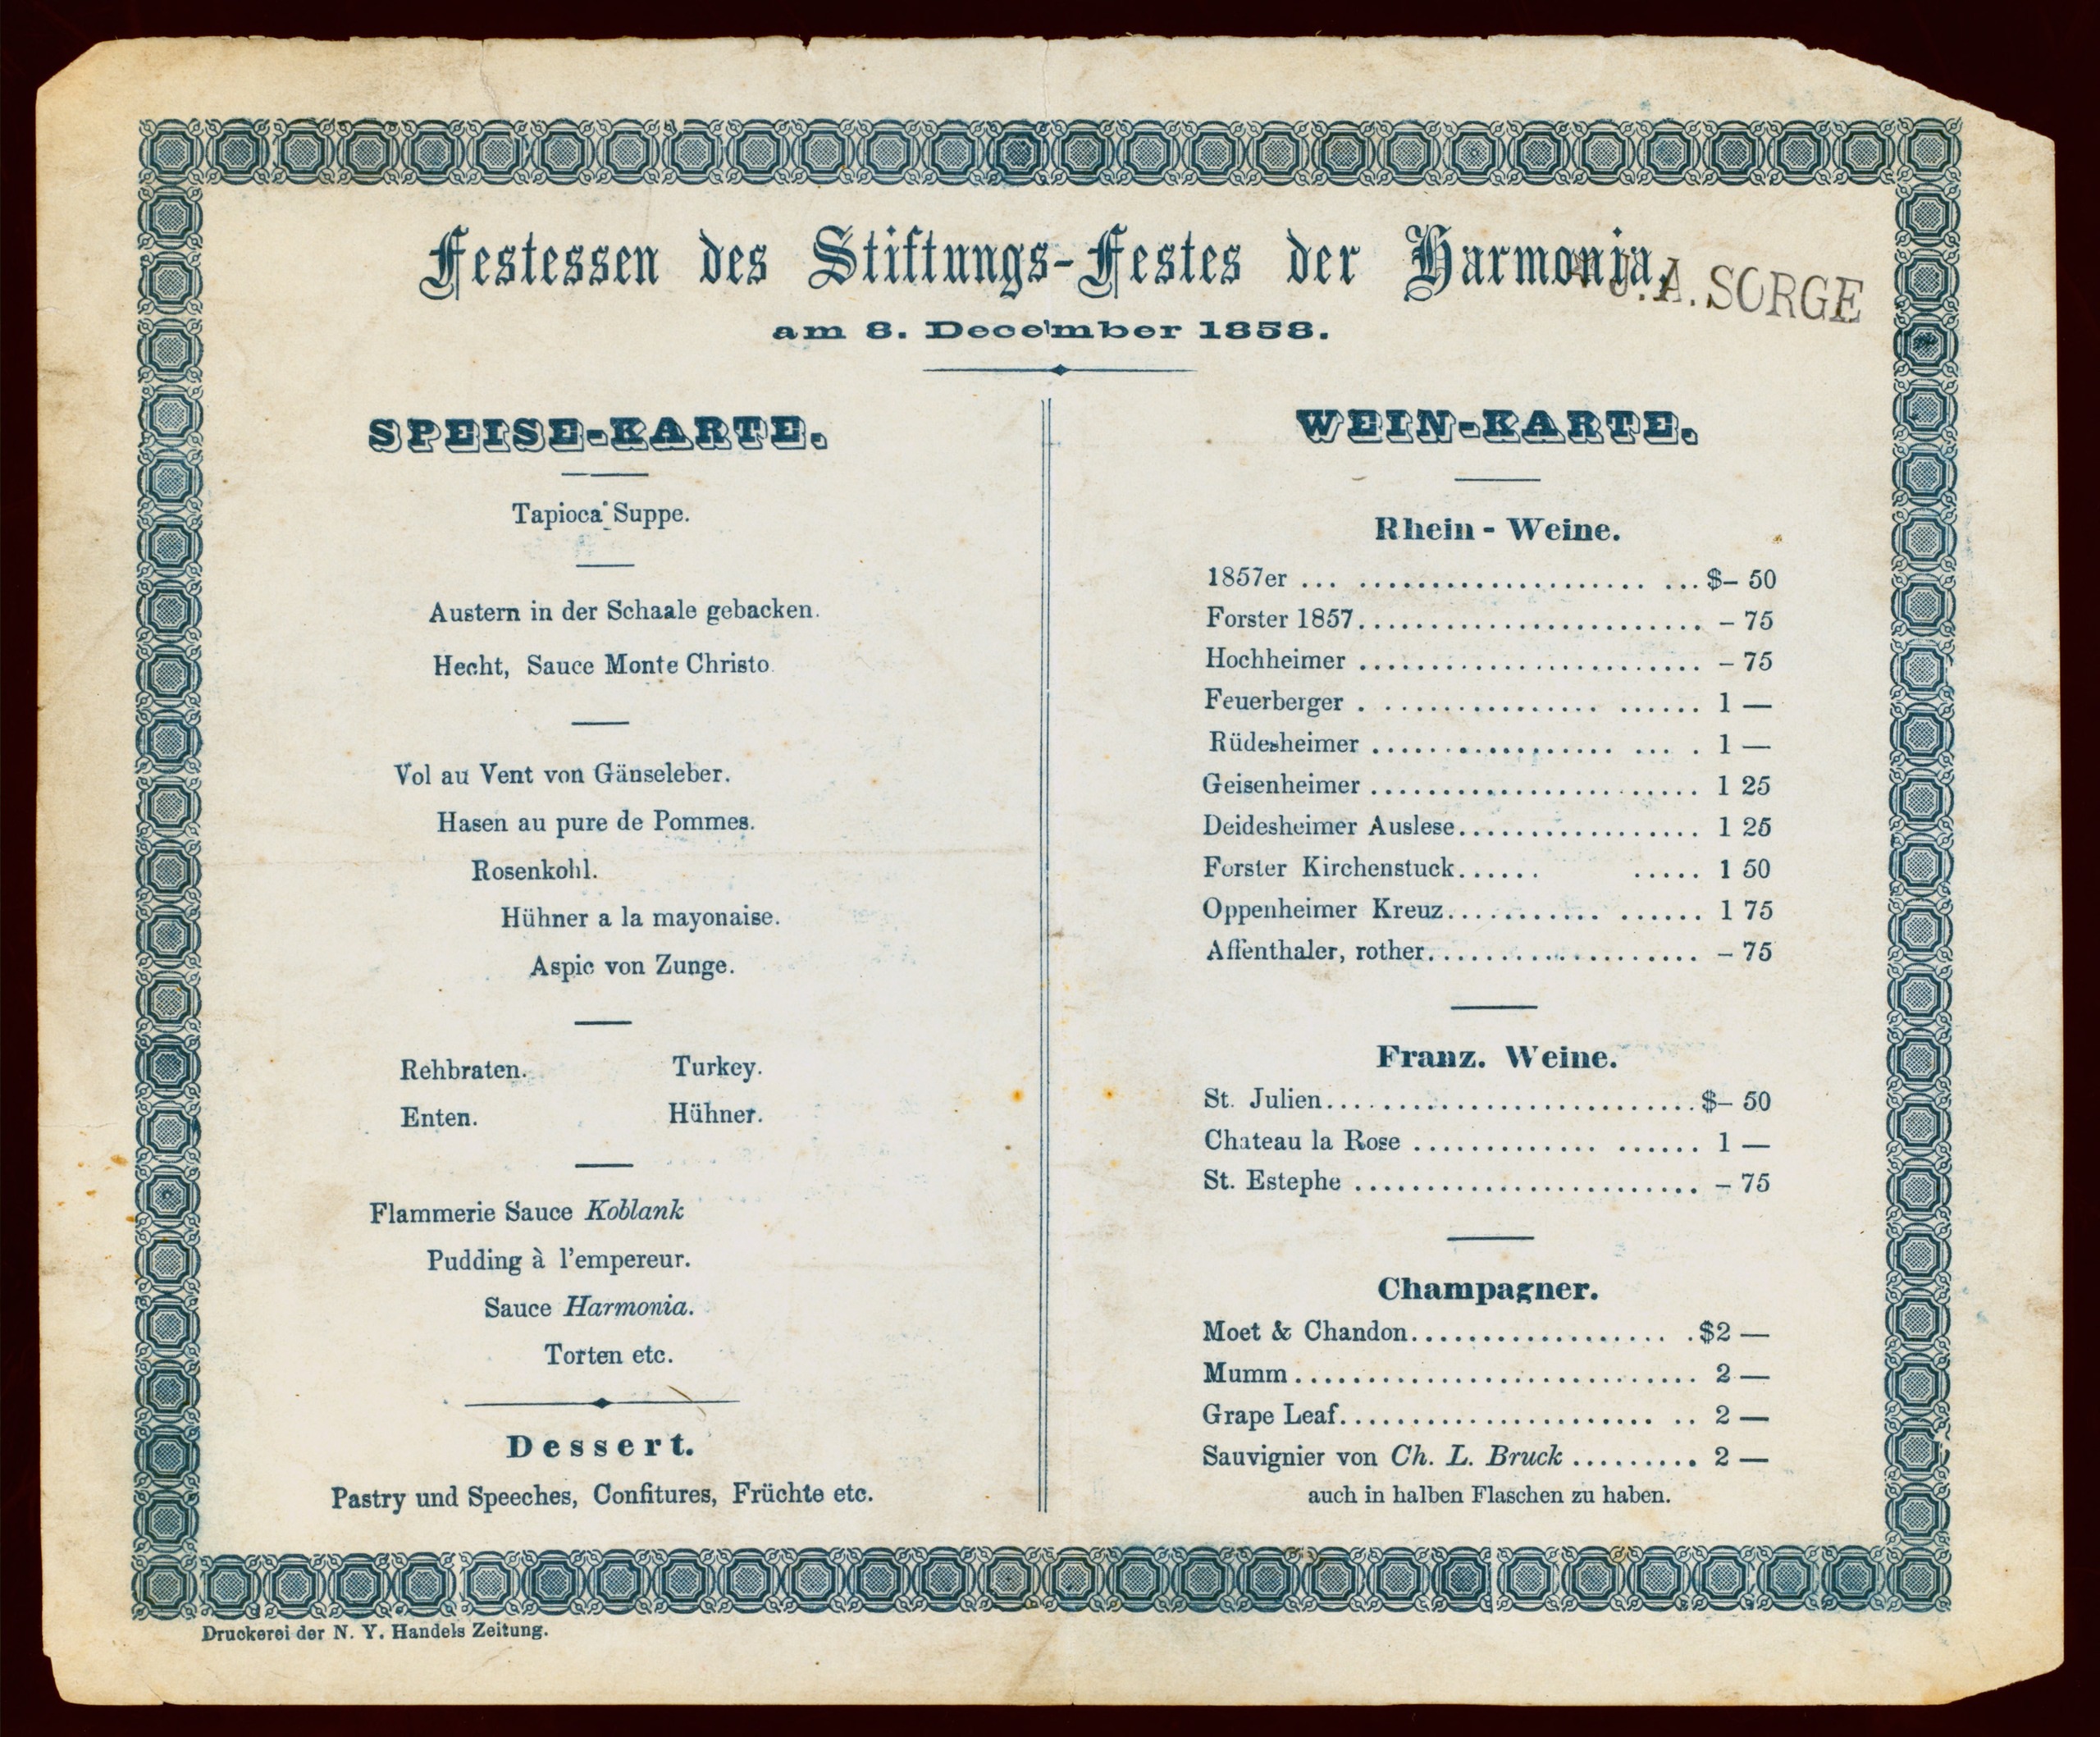 Festessen des Stiftungs-Festes der Harmonia,
J. A. SORGE
am 8. December 1858.
SPEISE-KARTE.
Tapioca Suppe.
Austern in der Schaale gebacken.
Hecht, Sauce Monte Christo
Vol au Vent von Gänseleber.
Hasen au pure de Pommes.
Rosenkohl.
Hühner a la mayonaise.
Aspic von Zunge.
Rehbraten. Turkey.
Enten. Hühner.
Flammerie Sauce Koblank
Pudding à l'empereur.
Sauce Harmonia.
Torten etc.
Dessert.
Pastry und Speeches, Confitures, Früchte etc.
WEIN-KARTE.
Rhein - Weine.
1857er ... .................... ...$– 50
Forster 1857........................ – 75
Hochheimer ........................ – 75
Feuerberger . ............... ...... 1 —
Rüdesheimer ................. ... . 1 —
Geisenheimer ....................... 1 25
Deidesheimer Auslese................. 1 25
Forster Kirchenstuck...... ..... 1 50
Oppenheimer Kreuz........... ...... 1 75
Affenthaler, rother................... – 75
Franz. Weine.
St. Julien..........................$– 50
Chateau la Rose ............. ...... 1 —
St. Estephe ........................ – 75
Champagner.
Moet & Chandon.................. .$2 —
Mumm............................ 2 —
Grape Leaf...................... .. 2 —
Sauvignier von Ch. L. Bruck ......... 2 —
auch in halben Flaschen zu haben.
Druckerei der N. Y. Handels Zeitung.